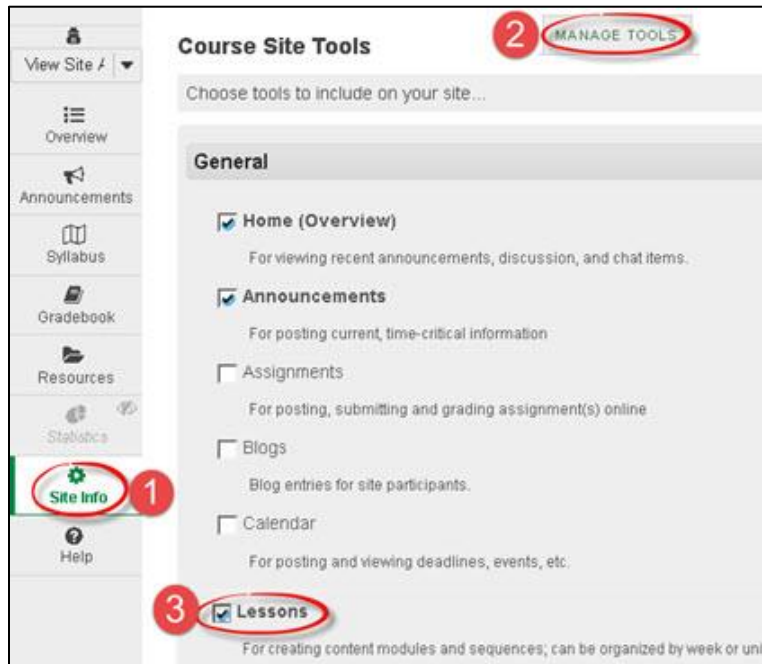 View Site A
Overview
Announcements
Syllabus
Gradebook
Resources
Statistics
Site Info
1
Help
Course Site Tools
2
MANAGE TOOLS
Choose tools to include on your site...
General
Home (Overview)
For viewing recent announcements, discussion, and chat items.
Announcements
For posting current, time-critical information
Assignments
For posting, submitting and grading assignment(s) online
Blogs
Blog entries for site participants.
Calendar
For posting and viewing deadlines, events, etc.
3
Lessons
For creating content modules and sequences; can be organized by week or uni